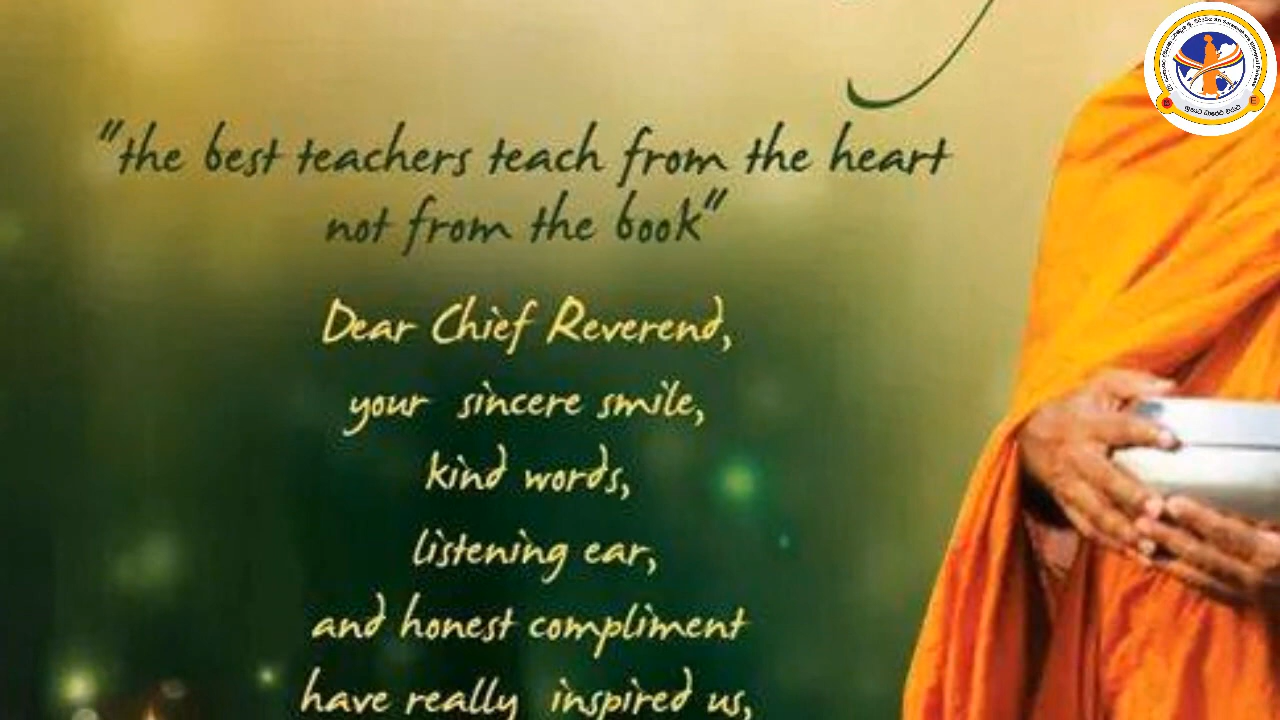 "the best teachers teach from the heart
not from the book"
Dear Chief Reverend,
your sincere smile,
kind words,
listening ear,
and honest compliment
have really inspired us,